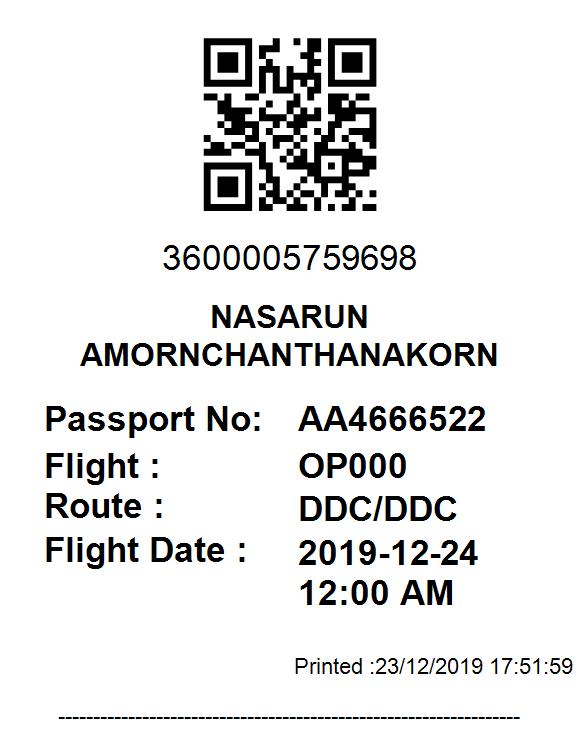 3600005759698
NASARUN
AMORNCHANTHANAKORN
Passport No: AA4666522
Flight : OP000
Route : DDC/DDC
Flight Date : 2019-12-24
12:00 AM
Printed :23/12/2019 17:51:59
------------------------------------------------------------------